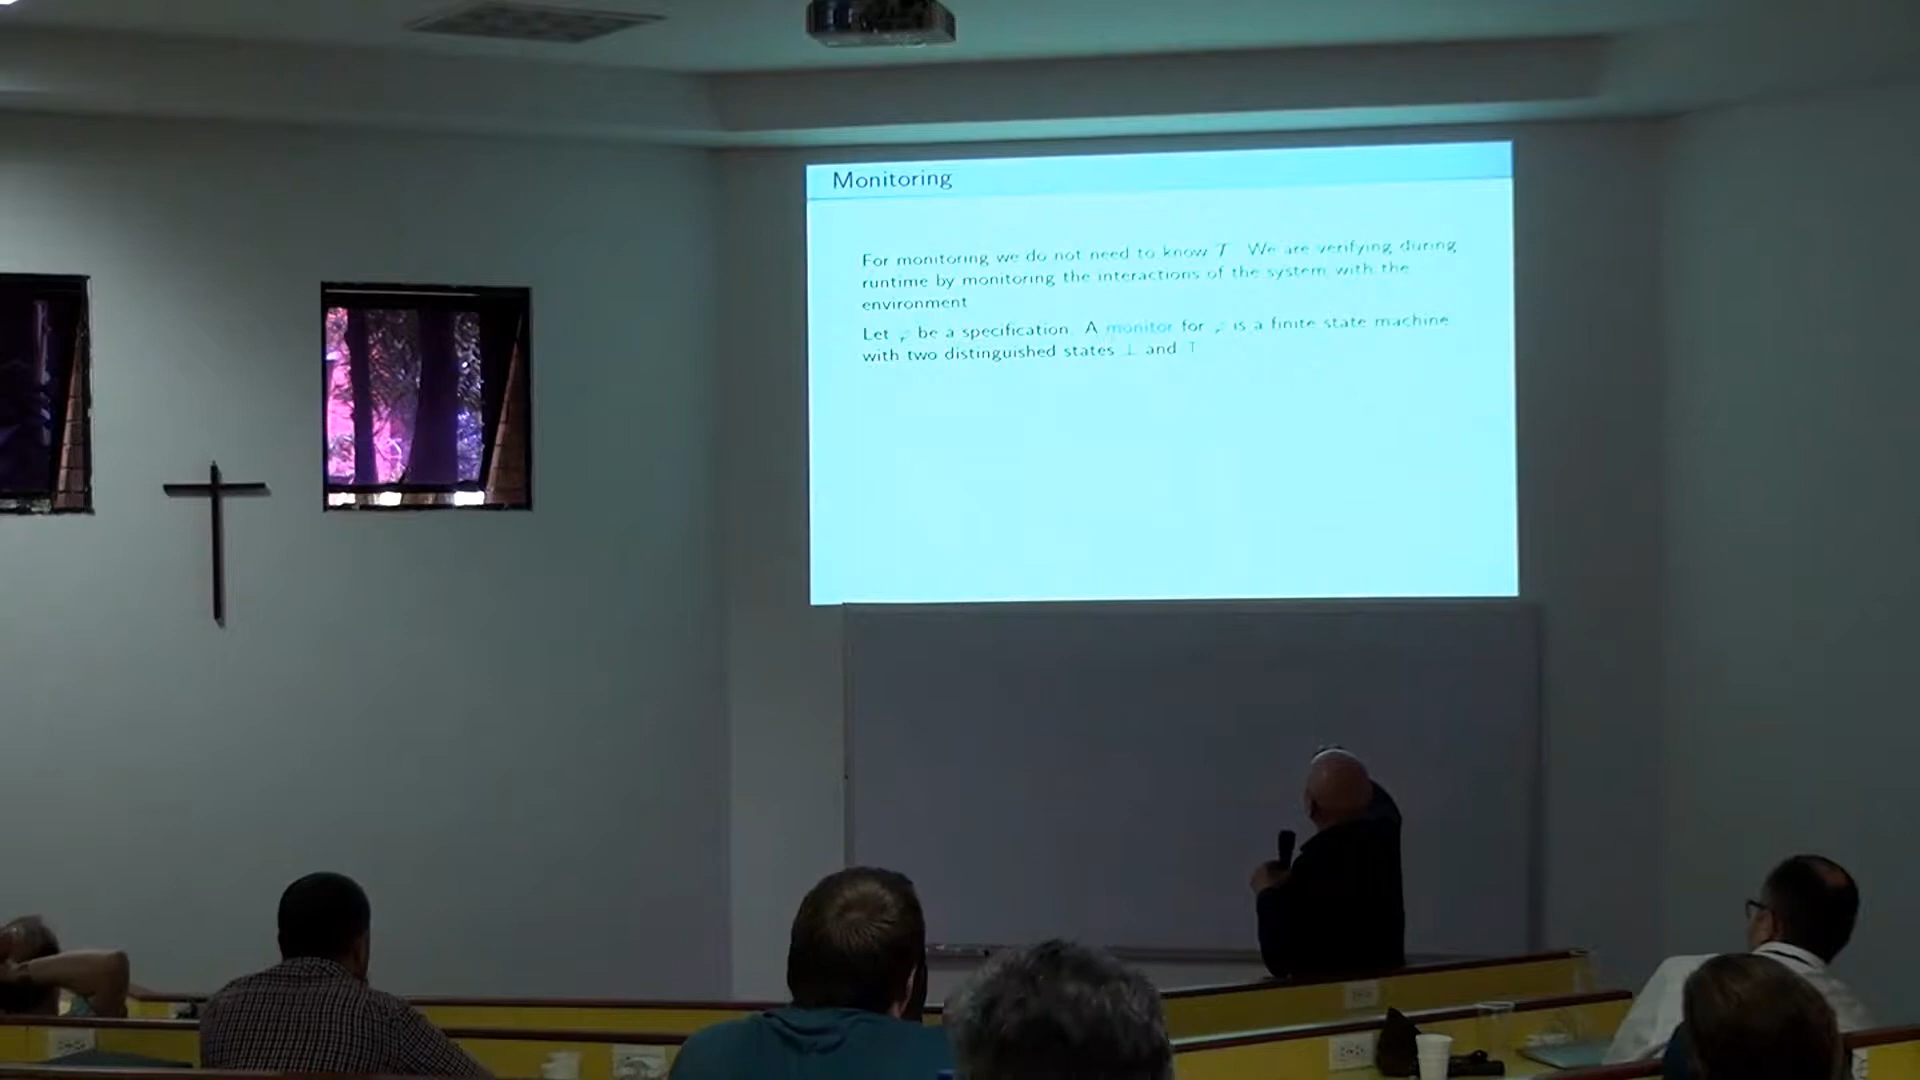 Monitoring
For monitoring we do not need to know T. We are verifying during
runtime by monitoring the interactions of the system with the
environment
Let φ be a specification. A monitor for φ is a finite state machine
with two distinguished states ⊥ and ⊤